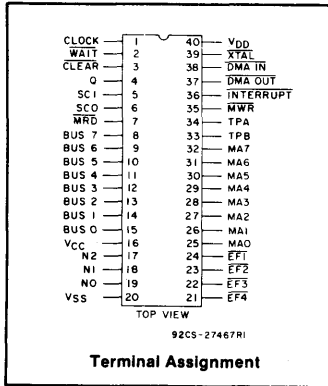 CLOCK 1 40 VDD
WAIT 2 39 XTAL
CLEAR 3 38 DMA IN
Q 4 37 DMA OUT
SC1 5 36 INTERRUPT
SC0 6 35 MWR
MRD 7 34 TPA
BUS 7 8 33 TPB
BUS 6 9 32 MA7
BUS 5 10 31 MA6
BUS 4 11 30 MA5
BUS 3 12 29 MA4
BUS 2 13 28 MA3
BUS 1 14 27 MA2
BUS 0 15 26 MA1
VCC 16 25 MA0
N2 17 24 EF1
N1 18 23 EF2
N0 19 22 EF3
VSS 20 21 EF4
TOP VIEW
92CS-27467R1
Terminal Assignment